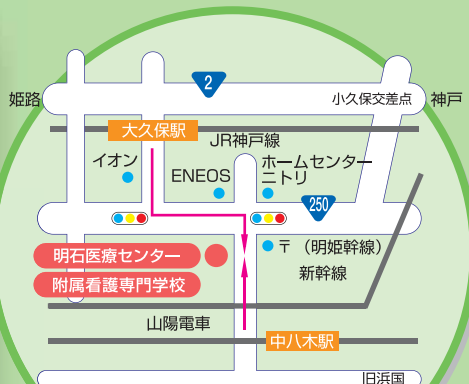 2
姫路
小久保交差点
神戸
大久保駅
JR神戸線
イオン
ENEOS
ホームセンター
ニトリ
250
明石医療センター
附属看護専門学校
〒（明姫幹線）
新幹線
山陽電車
中八木駅
旧浜国